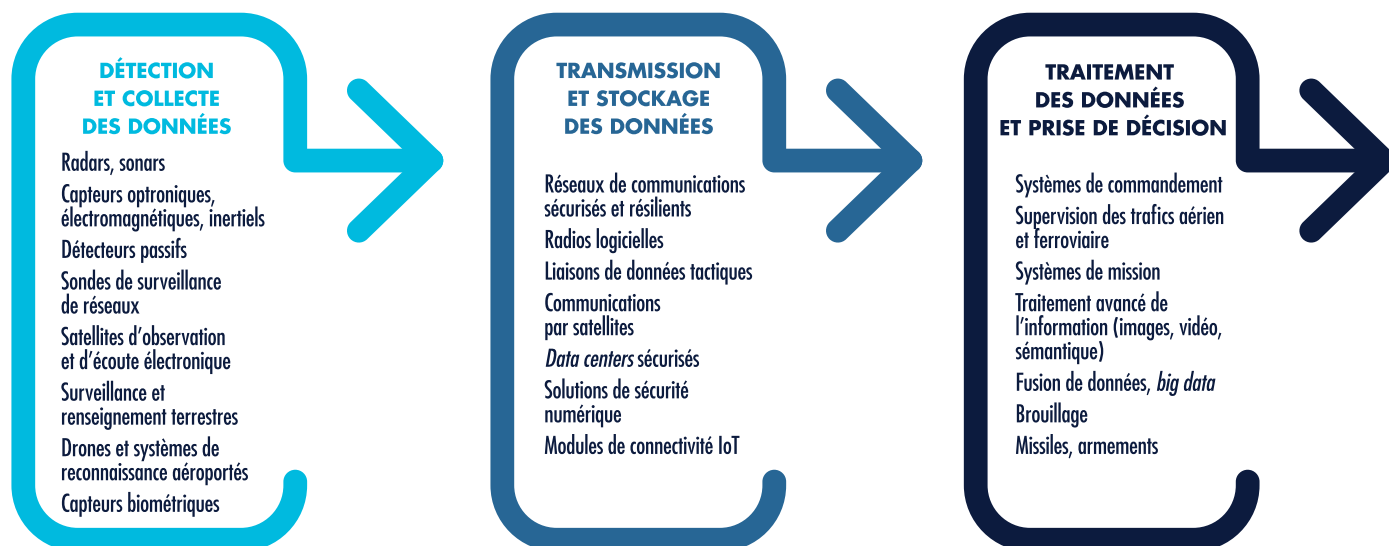 DÉTECTION
ET COLLECTE
DES DONNÉES
Radars, sonars
Capteurs optroniques,
électromagnétiques, inertiels
Détecteurs passifs
Sondes de surveillance
de réseaux
Satellites d’observation
et d’écoute électronique
Surveillance et
renseignement terrestres
Drones et systèmes de
reconnaissance aéroportés
Capteurs biométriques
TRANSMISSION
ET STOCKAGE
DES DONNÉES
Réseaux de communications
sécurisés et résilients
Radios logicielles
Liaisons de données tactiques
Communications
par satellites
Data centers sécurisés
Solutions de sécurité
numérique
Modules de connectivité IoT
TRAITEMENT
DES DONNÉES
ET PRISE DE DÉCISION
Systèmes de commandement
Supervision des trafics aérien
et ferroviaire
Systèmes de mission
Traitement avancé de
l’information (images, vidéo,
sémantique)
Fusion de données, big data
Brouillage
Missiles, armements